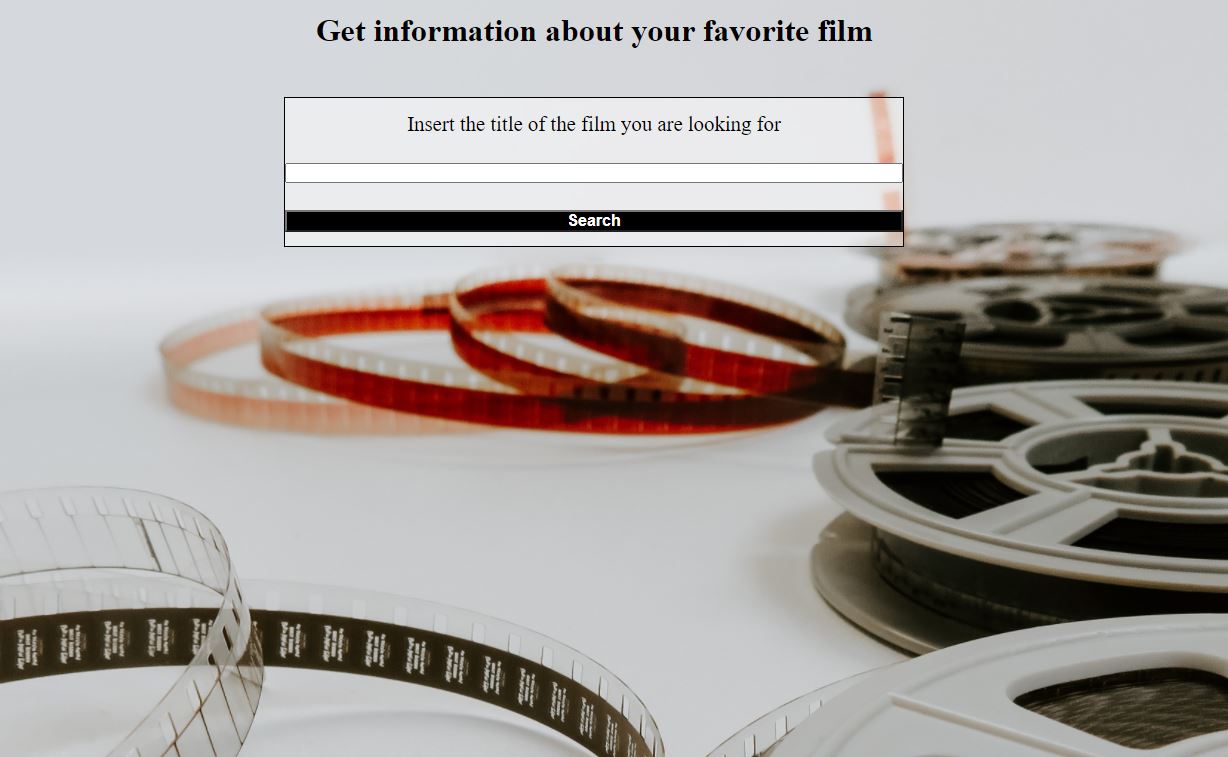 Get information about your favorite film
Insert the title of the film you are looking for
Search